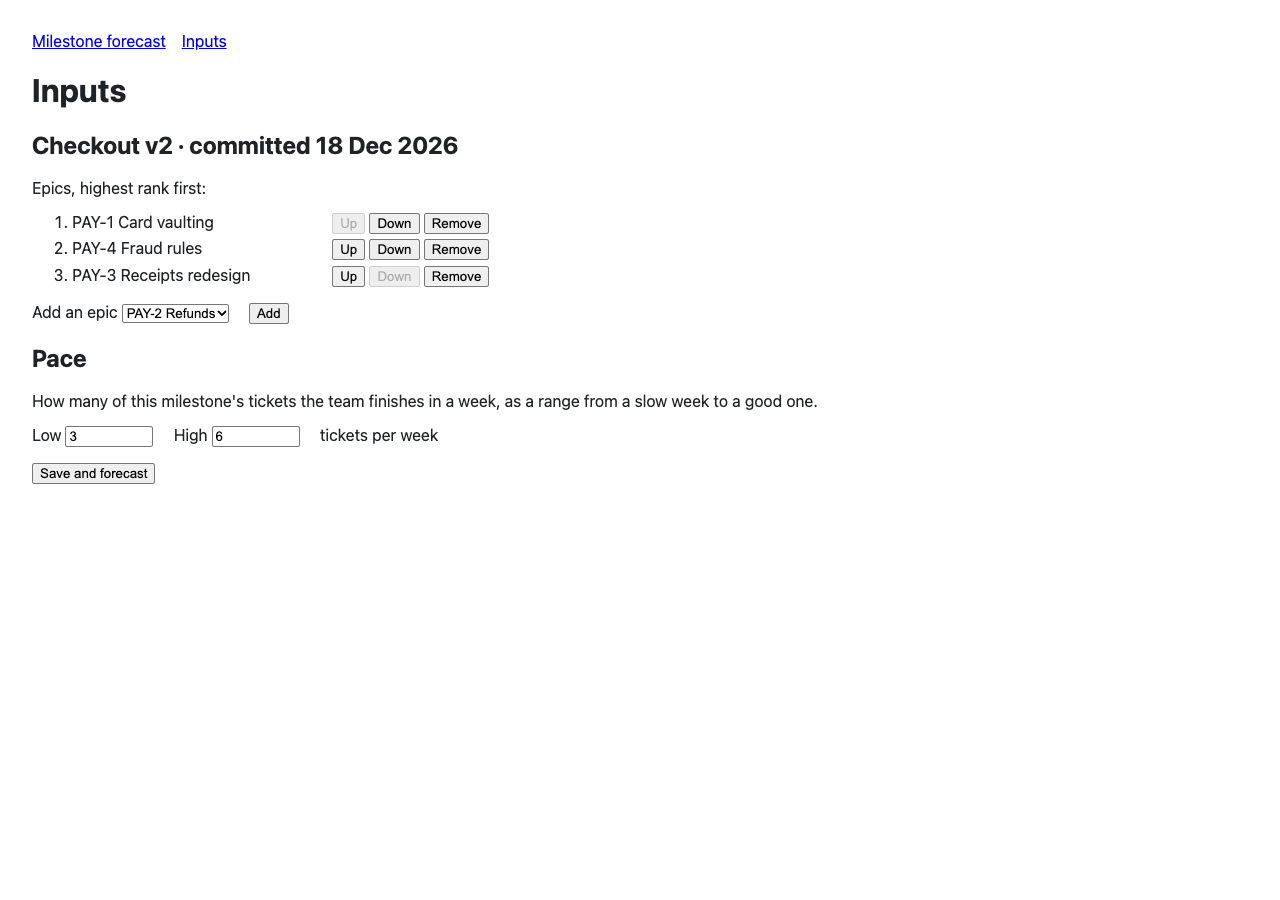 Milestone forecast Inputs
Inputs
Checkout v2 · committed 18 Dec 2026
Epics, highest rank first:
1. PAY-1 Card vaulting Up Down Remove
2. PAY-4 Fraud rules Up Down Remove
3. PAY-3 Receipts redesign Up Down Remove
Add an epic PAY-2 Refunds Add
Pace
How many of this milestone's tickets the team finishes in a week, as a range from a slow week to a good one.
Low 3 High 6 tickets per week
Save and forecast